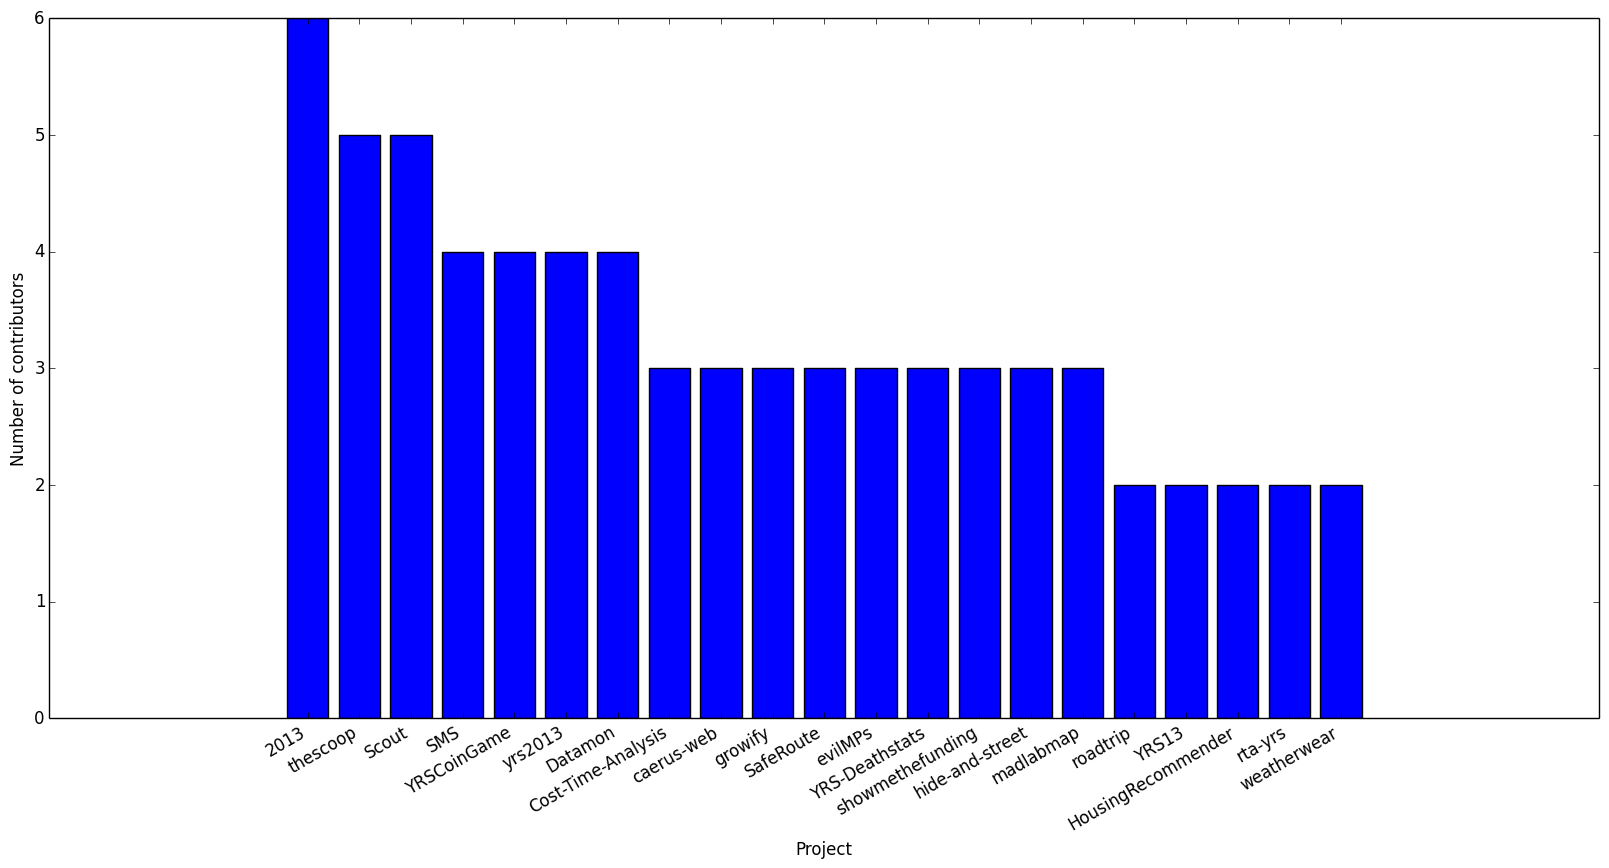 6
5
4
3
2
1
0
Number of contributors
2013
thescoop
Scout
SMS
YRSCoinGame
yrs2013
Datamon
Cost-Time-Analysis
caerus-web
growify
SafeRoute
evilMPs
YRS-Deathstats
showmethefunding
hide-and-street
madlabmap
roadtrip
YRS13
HousingRecommender
rta-yrs
weatherwear
Project